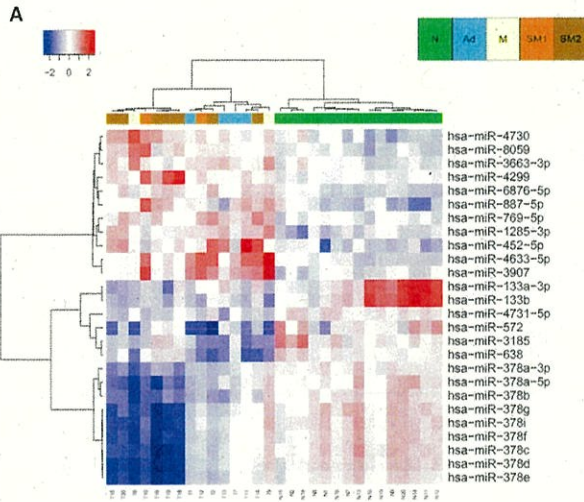 A
N Ad M SM1 SM2
-2 0 2
hsa-miR-4730
hsa-miR-8059
hsa-miR-3663-3p
hsa-miR-4299
hsa-miR-6876-5p
hsa-miR-887-5p
hsa-miR-769-5p
hsa-miR-1285-3p
hsa-miR-452-5p
hsa-miR-4633-5p
hsa-miR-3907
hsa-miR-133a-3p
hsa-miR-133b
hsa-miR-4731-5p
hsa-miR-572
hsa-miR-3185
hsa-miR-638
hsa-miR-378a-3p
hsa-miR-378a-5p
hsa-miR-378b
hsa-miR-378g
hsa-miR-378i
hsa-miR-378f
hsa-miR-378c
hsa-miR-378d
hsa-miR-378e